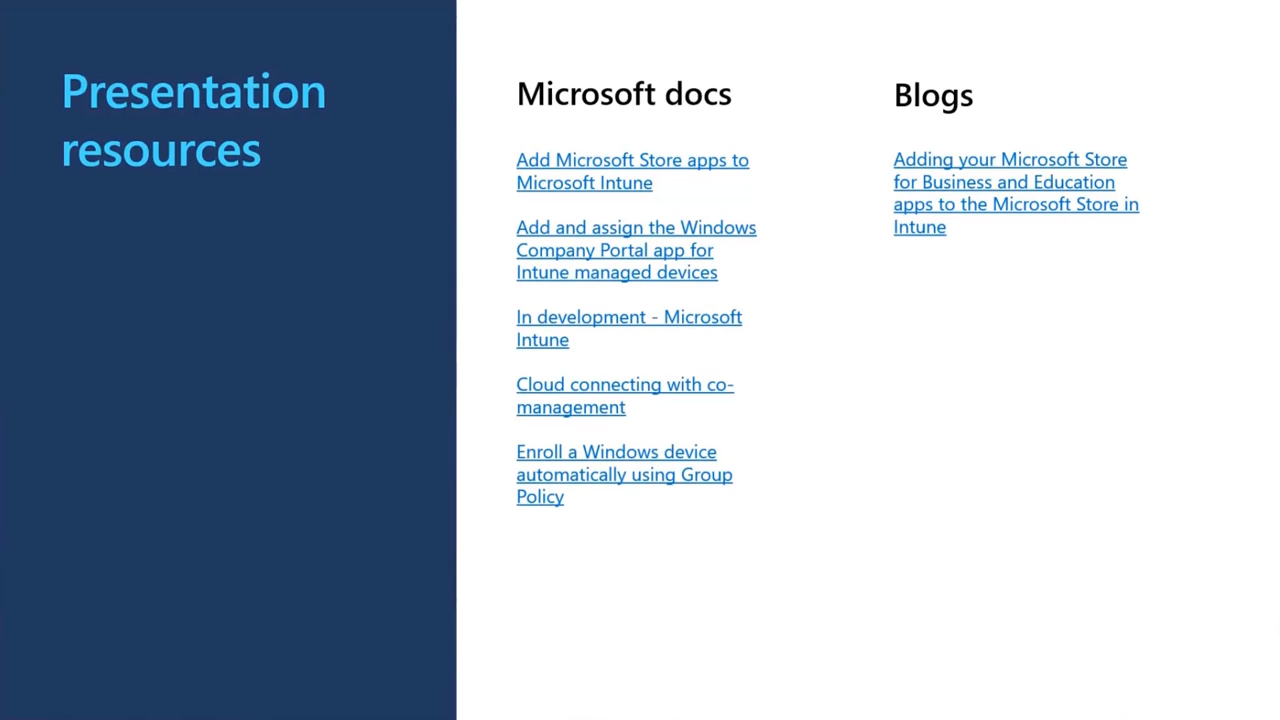 Presentation
resources
Microsoft docs
Add Microsoft Store apps to
Microsoft Intune
Add and assign the Windows
Company Portal app for
Intune managed devices
In development - Microsoft
Intune
Cloud connecting with co-
management
Enroll a Windows device
automatically using Group
Policy
Blogs
Adding your Microsoft Store
for Business and Education
apps to the Microsoft Store in
Intune